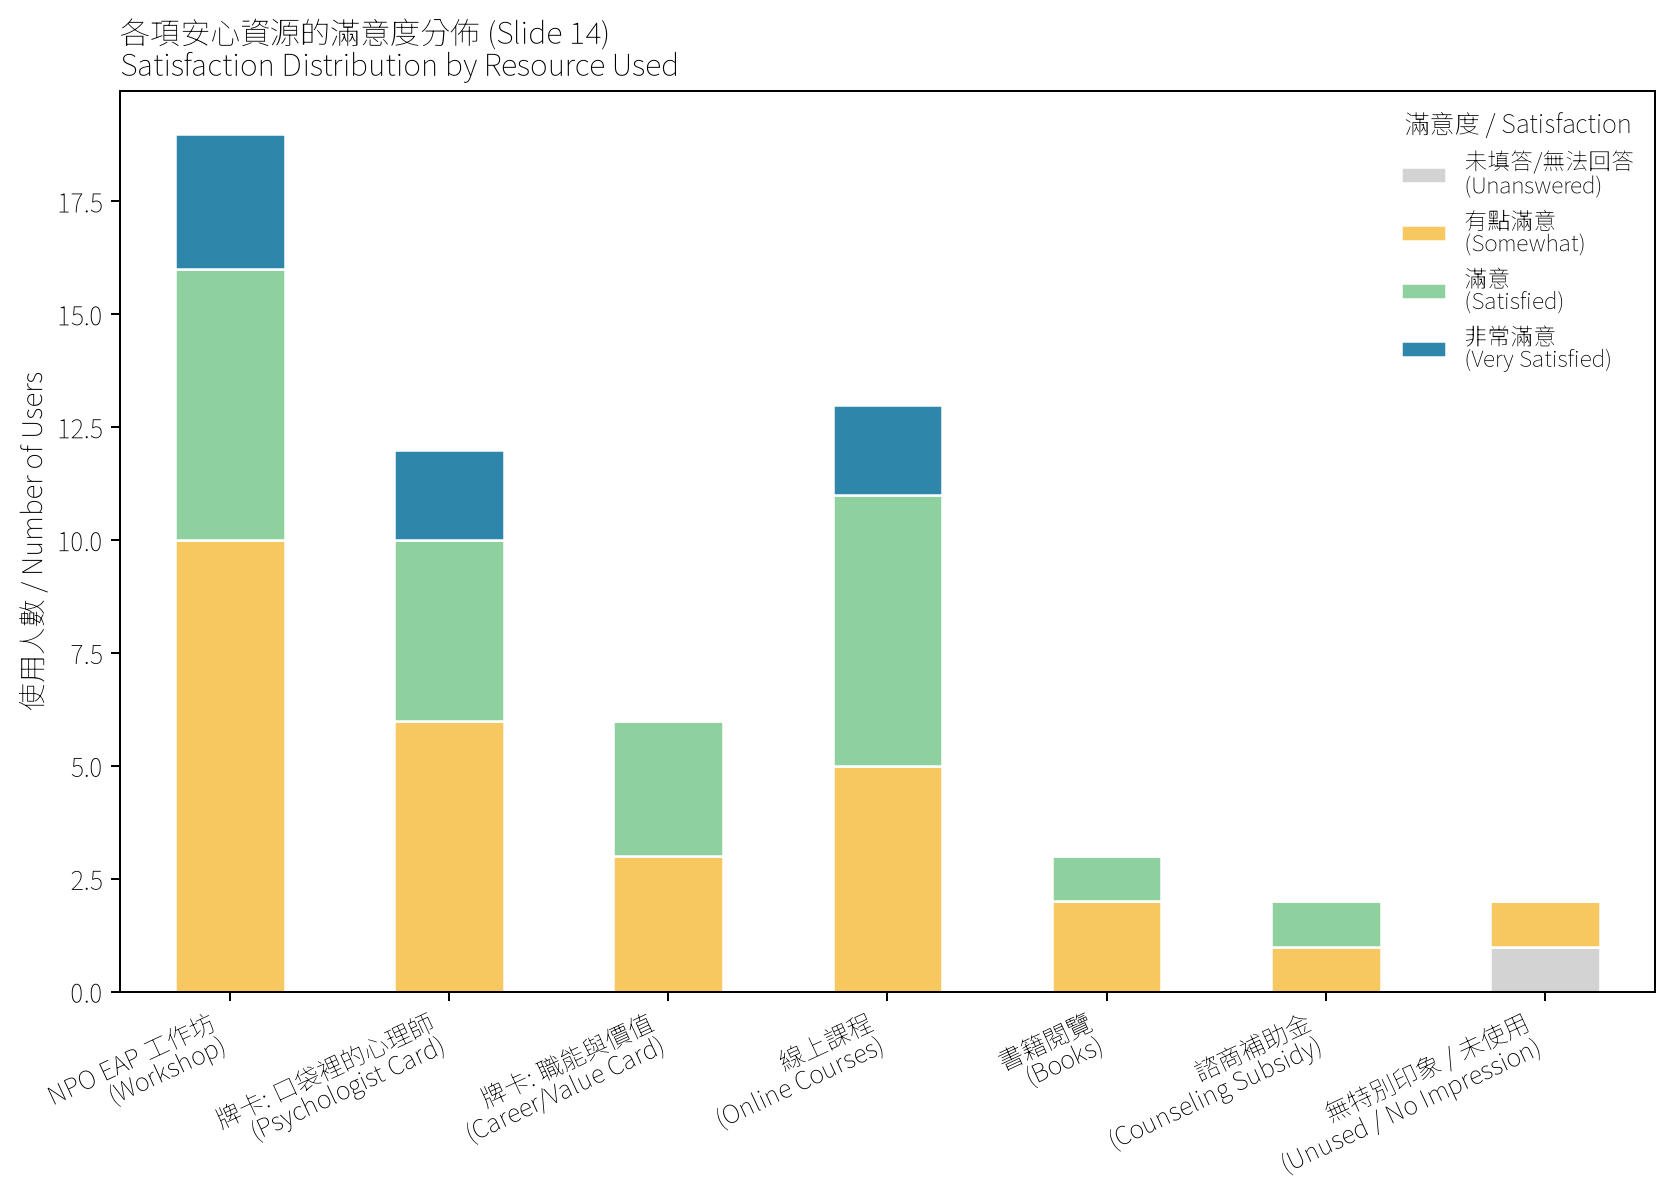 各項安心資源的滿意度分佈 (Slide 14)
Satisfaction Distribution by Resource Used
滿意度 / Satisfaction
未填答/無法回答
(Unanswered)
有點滿意
(Somewhat)
滿意
(Satisfied)
非常滿意
(Very Satisfied)
使用人數 / Number of Users
17.5
15.0
12.5
10.0
7.5
5.0
2.5
0.0
NPO EAP 工作坊
(Workshop)
牌卡: 口袋裡的心理師
(Psychologist Card)
牌卡: 職能與價值
(Career/Value Card)
線上課程
(Online Courses)
書籍閱覽
(Books)
諮商補助金
(Counseling Subsidy)
無特別印象 / 未使用
(Unused / No Impression)